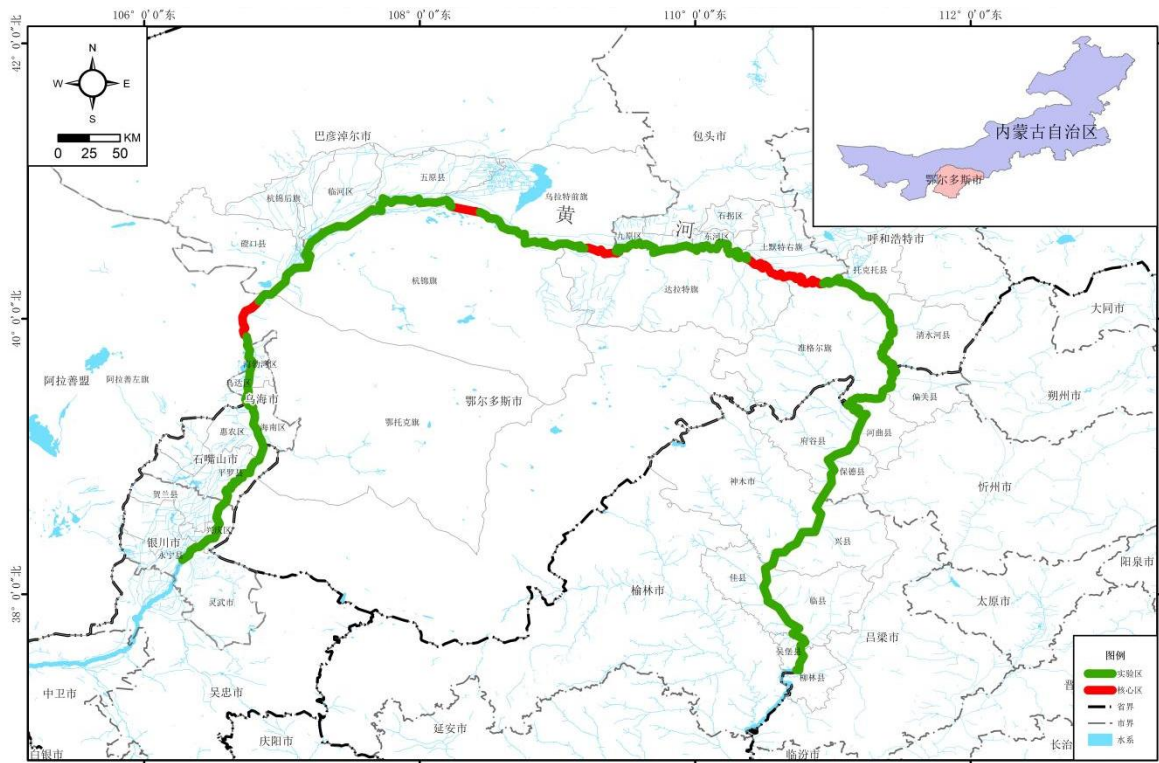 106° 0′0″东
108° 0′0″东
110° 0′0″东
112° 0′0″东
42° 0′0″北
40° 0′0″北
38° 0′0″北
N
W
E
S
KM
0 25 50
内蒙古自治区
鄂尔多斯市
巴彦淖尔市
包头市
五原县
临河区
杭锦后旗
乌拉特前旗
磴口县
黄
河
石拐区
九原区
东河区
土默特右旗
呼和浩特市
托克托县
杭锦旗
达拉特旗
大同市
清水河县
准格尔旗
阿拉善盟
阿拉善左旗
海勃湾区
乌达区
乌海市
海南区
鄂托克旗
鄂尔多斯市
偏关县
朔州市
惠农区
石嘴山市
平罗县
府谷县
河曲县
保德县
忻州市
神木市
贺兰县
兴庆区
银川市
永宁县
兴县
阳泉市
佳县
榆林市
临县
太原市
灵武市
吕梁市
吴堡县
柳林县
中卫市
吴忠市
延安市
庆阳市
白银市
临汾市
晋
长治
图例
实验区
核心区
省界
市界
水系